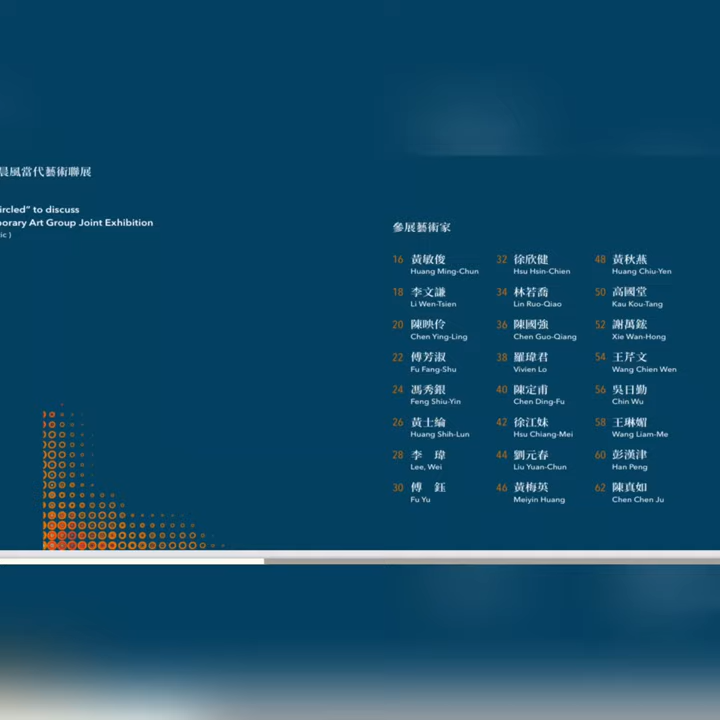 晨風當代藝術聯展
ircled" to discuss
orary Art Group Joint Exhibition
ic )
參展藝術家
16 黃敏俊
Huang Ming-Chun
18 李文謙
Li Wen-Tsien
20 陳映伶
Chen Ying-Ling
22 傅芳淑
Fu Fang-Shu
24 馮秀銀
Feng Shiu-Yin
26 黃士綸
Huang Shih-Lun
28 李 瑋
Lee, Wei
30 傅 鈺
Fu Yu
32 徐欣健
Hsu Hsin-Chien
34 林若喬
Lin Ruo-Qiao
36 陳國強
Chen Guo-Qiang
38 羅瑋君
Vivien Lo
40 陳定甫
Chen Ding-Fu
42 徐江妹
Hsu Chiang-Mei
44 劉元春
Liu Yuan-Chun
46 黃梅英
Meiyin Huang
48 黃秋燕
Huang Chiu-Yen
50 高國堂
Kau Kou-Tang
52 謝萬鋐
Xie Wan-Hong
54 王芹文
Wang Chien Wen
56 吳日勤
Chin Wu
58 王琳媚
Wang Liam-Me
60 彭漢津
Han Peng
62 陳真如
Chen Chen Ju